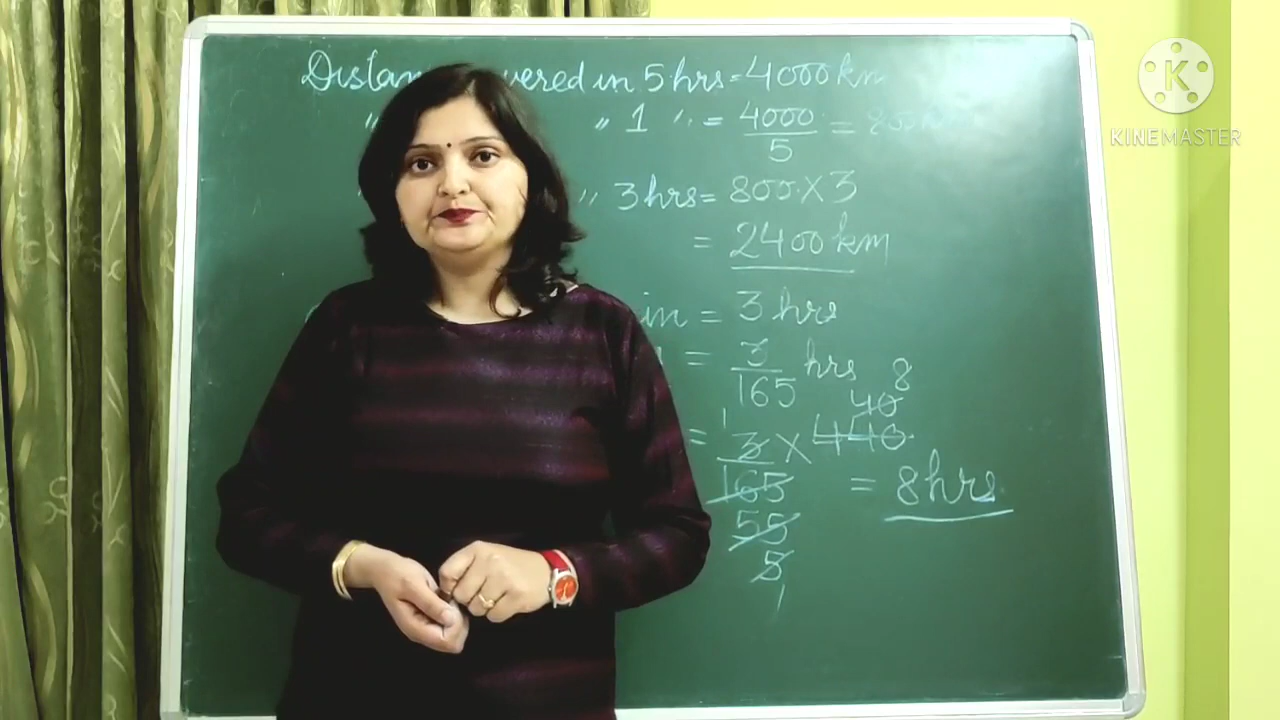 Distan vered in 5 hrs = 4000 km
" " 1 " = 4000/5 = 800
" 3 hrs = 800 X 3
= 2400 km
in = 3 hrs
= 3/165 hrs
= 3/165 X 440 = 8 hrs
1
40 8
55
5
1
K
KINEMASTER